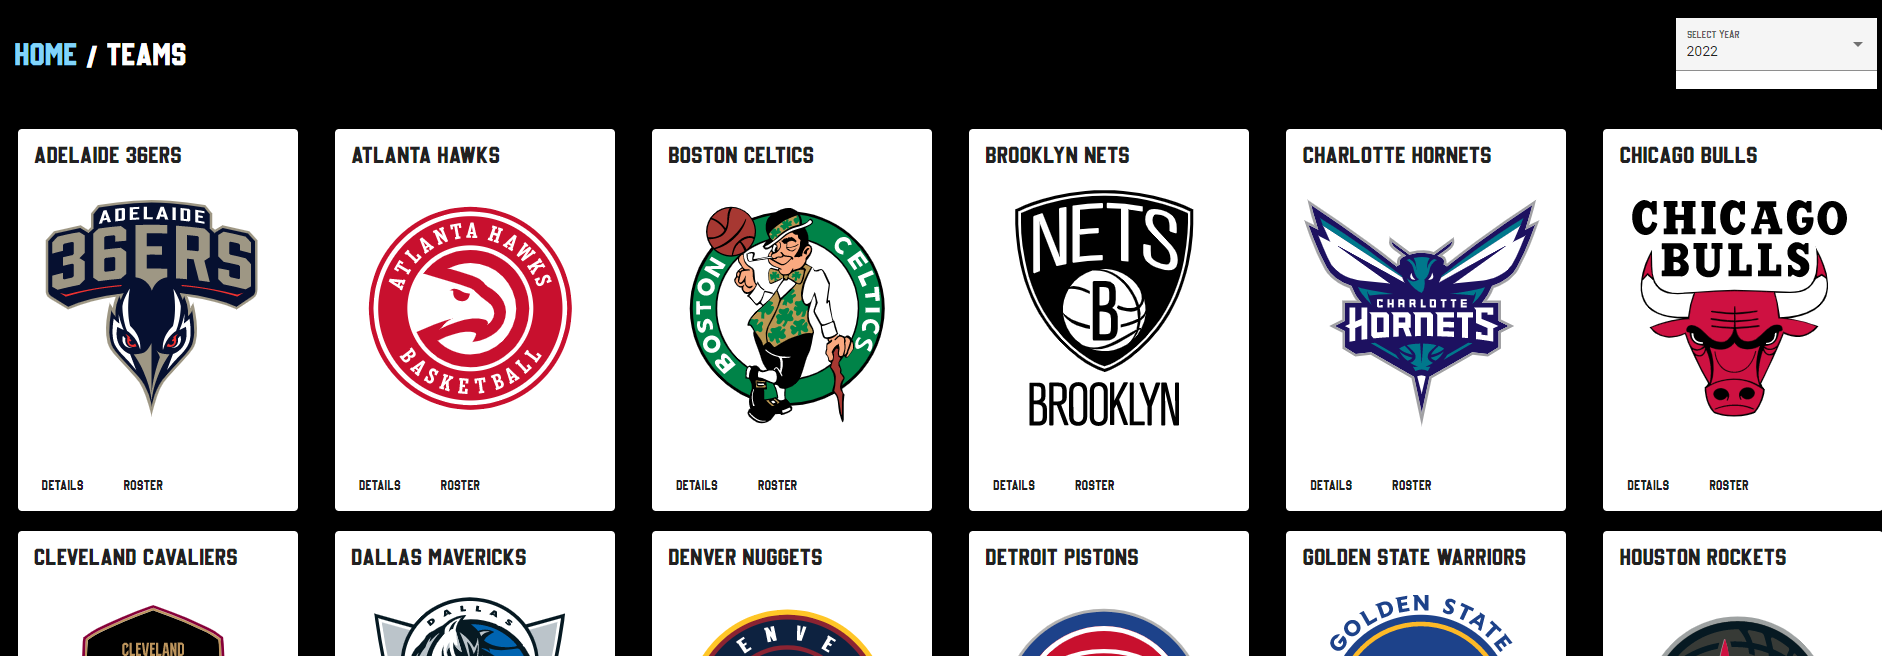 HOME / TEAMS
SELECT YEAR
2022
ADELAIDE 36ERS
ATLANTA HAWKS
BOSTON CELTICS
BROOKLYN NETS
CHARLOTTE HORNETS
CHICAGO BULLS
ADELAIDE
36ERS
ATLANTA HAWKS
BASKETBALL
BOSTON
CELTICS
NETS
B
BROOKLYN
CHARLOTTE
HORNETS
CHICAGO
BULLS
DETAILS ROSTER
DETAILS ROSTER
DETAILS ROSTER
DETAILS ROSTER
DETAILS ROSTER
DETAILS ROSTER
CLEVELAND CAVALIERS
DALLAS MAVERICKS
DENVER NUGGETS
DETROIT PISTONS
GOLDEN STATE WARRIORS
HOUSTON ROCKETS
CLEVELAND
DALLAS
ENVE
GOLDEN STATE